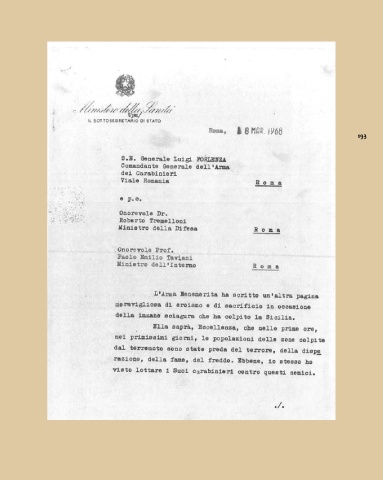 Ministero della Sanità
IL SOTTOSEGRETARIO DI STATO
Roma, 18 MAR. 1968
193
S.E. Generale Luigi FORLENZA
Comandante Generale dell'Arma
dei Carabinieri
Viale Romania Roma
e p.c.
Onorevole Dr.
Roberto Tremelloni
Ministro della Difesa Roma
Onorevole Prof.
Paolo Emilio Taviani
Ministro dell'Interno Roma
L'Arma Benemerita ha scritto un'altra pagina
meravigliosa di eroismo e di sacrificio in occasione
della immane sciagura che ha colpito la Sicilia.
Ella saprà, Eccellenza, che nelle prime ore,
nei primissimi giorni, le popolazioni delle zone colpite
dal terremoto sono state preda del terrore, della dispe
razione, della fame, del freddo. Ebbene, io stesso ho
visto lottare i Suoi carabinieri contro questi nemici.
./.